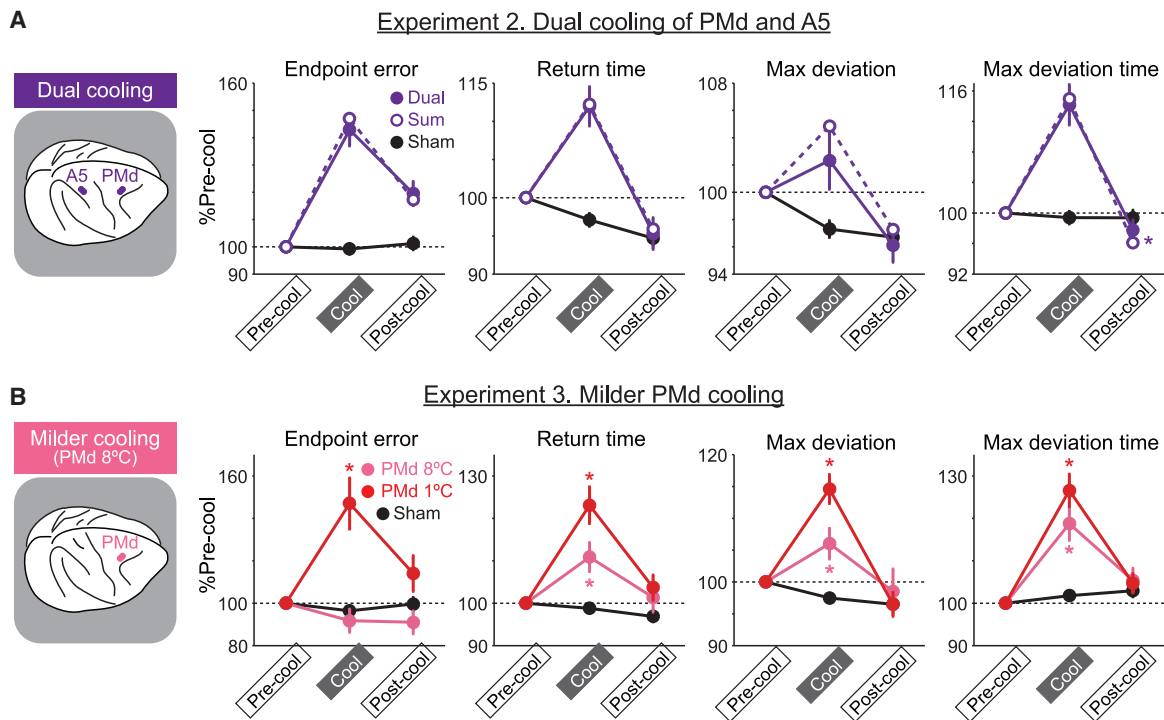 A
Experiment 2. Dual cooling of PMd and A5
Dual cooling
A5 PMd
%Pre-cool
Endpoint error
160
100
90
Dual
Sum
Sham
Pre-cool
Cool
Post-cool
Return time
115
100
90
Pre-cool
Cool
Post-cool
Max deviation
108
100
94
Pre-cool
Cool
Post-cool
Max deviation time
116
100
92
*
Pre-cool
Cool
Post-cool
B
Experiment 3. Milder PMd cooling
Milder cooling
(PMd 8ºC)
PMd
%Pre-cool
Endpoint error
160
100
80
*
PMd 8ºC
PMd 1ºC
Sham
Pre-cool
Cool
Post-cool
Return time
130
100
90
*
*
Pre-cool
Cool
Post-cool
Max deviation
120
100
90
*
*
Pre-cool
Cool
Post-cool
Max deviation time
130
100
90
*
*
Pre-cool
Cool
Post-cool